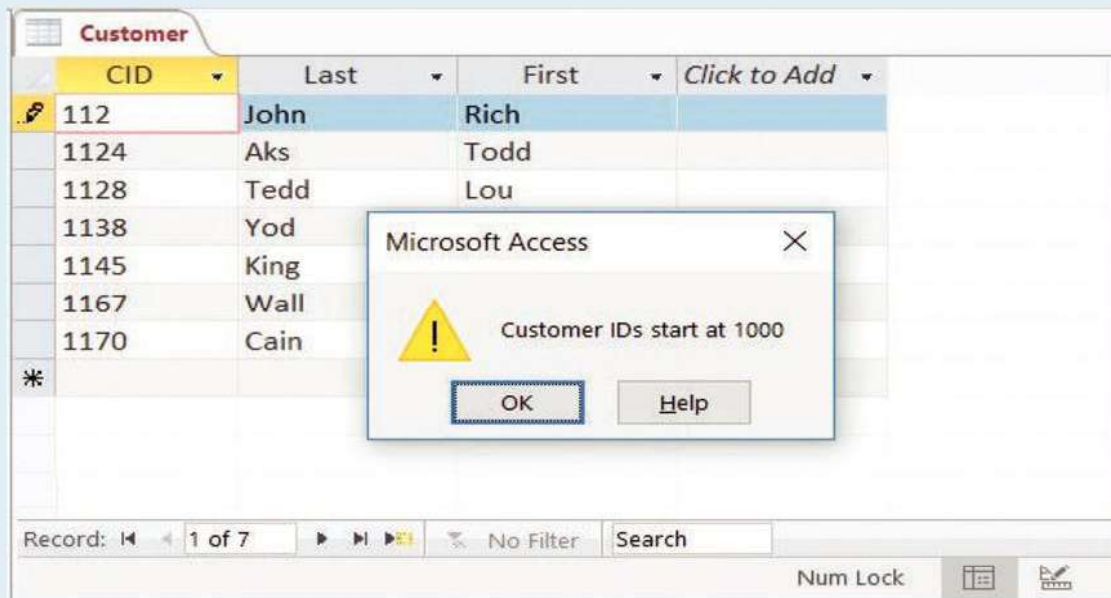 Customer
CID Last First Click to Add
112 John Rich
1124 Aks Todd
1128 Tedd Lou
1138 Yod
1145 King
1167 Wall
1170 Cain
Microsoft Access
Customer IDs start at 1000
OK Help
Record: 1 of 7 No Filter Search
Num Lock